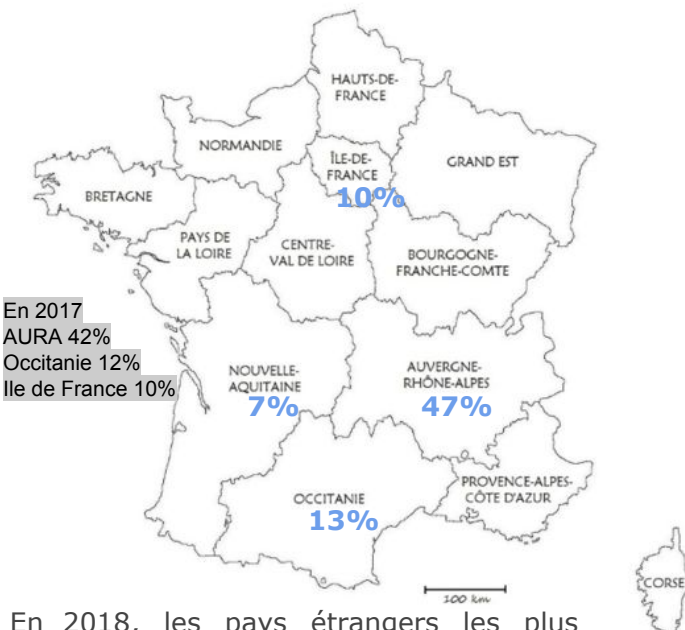 HAUTS-DE-
FRANCE
NORMANDIE
ÎLE-DE-
FRANCE
10%
GRAND EST
BRETAGNE
PAYS DE
LA LOIRE
CENTRE-
VAL DE LOIRE
BOURGOGNE-
FRANCHE-COMTE
En 2017
AURA 42%
Occitanie 12%
Ile de France 10%
NOUVELLE-
AQUITAINE
7%
AUVERGNE-
RHÔNE-ALPES
47%
PROVENCE-ALPES-
CÔTE D'AZUR
OCCITANIE
13%
CORSE
100 km
En 2018, les pays étrangers les plus